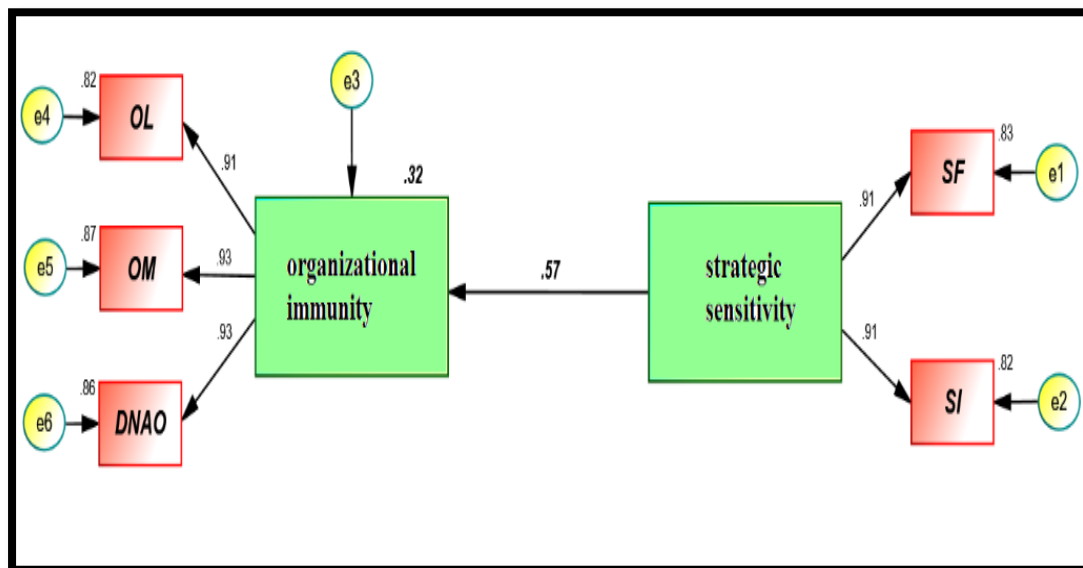 e3
.82
e4
OL
.91
.83
SF
e1
.91
.32
.87
e5
OM
.93
organizational
immunity
.57
strategic
sensitivity
.93
.91
.86
e6
DNAO
.82
SI
e2